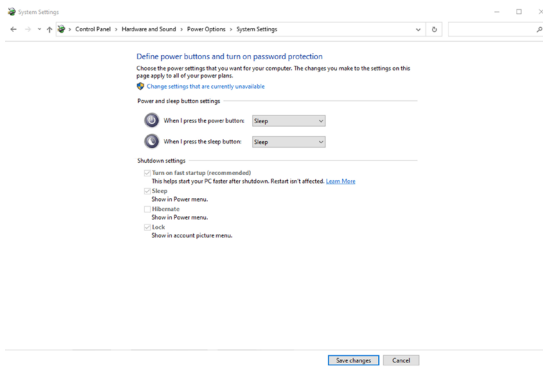 System Settings
Control Panel > Hardware and Sound > Power Options > System Settings
Define power buttons and turn on password protection
Choose the power settings that you want for your computer. The changes you make to the settings on this
page apply to all of your power plans.
Change settings that are currently unavailable
Power and sleep button settings
When I press the power button: Sleep
When I press the sleep button: Sleep
Shutdown settings
Turn on fast startup (recommended)
This helps start your PC faster after shutdown. Restart isn't affected. Learn More
Sleep
Show in Power menu.
Hibernate
Show in Power menu.
Lock
Show in account picture menu.
Save changes Cancel